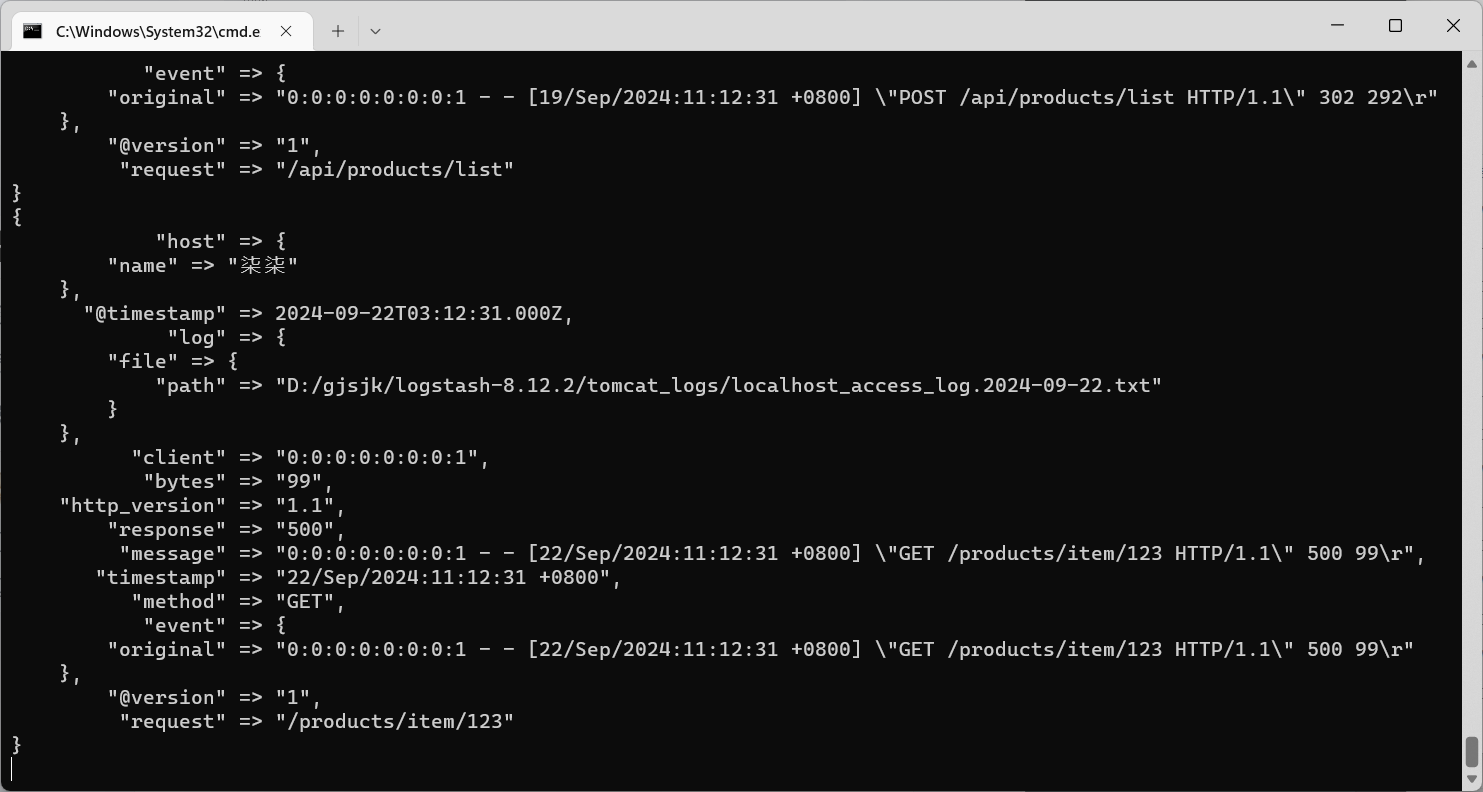 C:\Windows\System32\cmd.e
"event" => {
"original" => "0:0:0:0:0:0:0:1 - - [19/Sep/2024:11:12:31 +0800] \"POST /api/products/list HTTP/1.1\" 302 292\r"
},
"@version" => "1",
"request" => "/api/products/list"
}
{
"host" => {
"name" => "柒柒"
},
"@timestamp" => 2024-09-22T03:12:31.000Z,
"log" => {
"file" => {
"path" => "D:/gjsjk/logstash-8.12.2/tomcat_logs/localhost_access_log.2024-09-22.txt"
}
},
"client" => "0:0:0:0:0:0:0:1",
"bytes" => "99",
"http_version" => "1.1",
"response" => "500",
"message" => "0:0:0:0:0:0:0:1 - - [22/Sep/2024:11:12:31 +0800] \"GET /products/item/123 HTTP/1.1\" 500 99\r",
"timestamp" => "22/Sep/2024:11:12:31 +0800",
"method" => "GET",
"event" => {
"original" => "0:0:0:0:0:0:0:1 - - [22/Sep/2024:11:12:31 +0800] \"GET /products/item/123 HTTP/1.1\" 500 99\r"
},
"@version" => "1",
"request" => "/products/item/123"
}